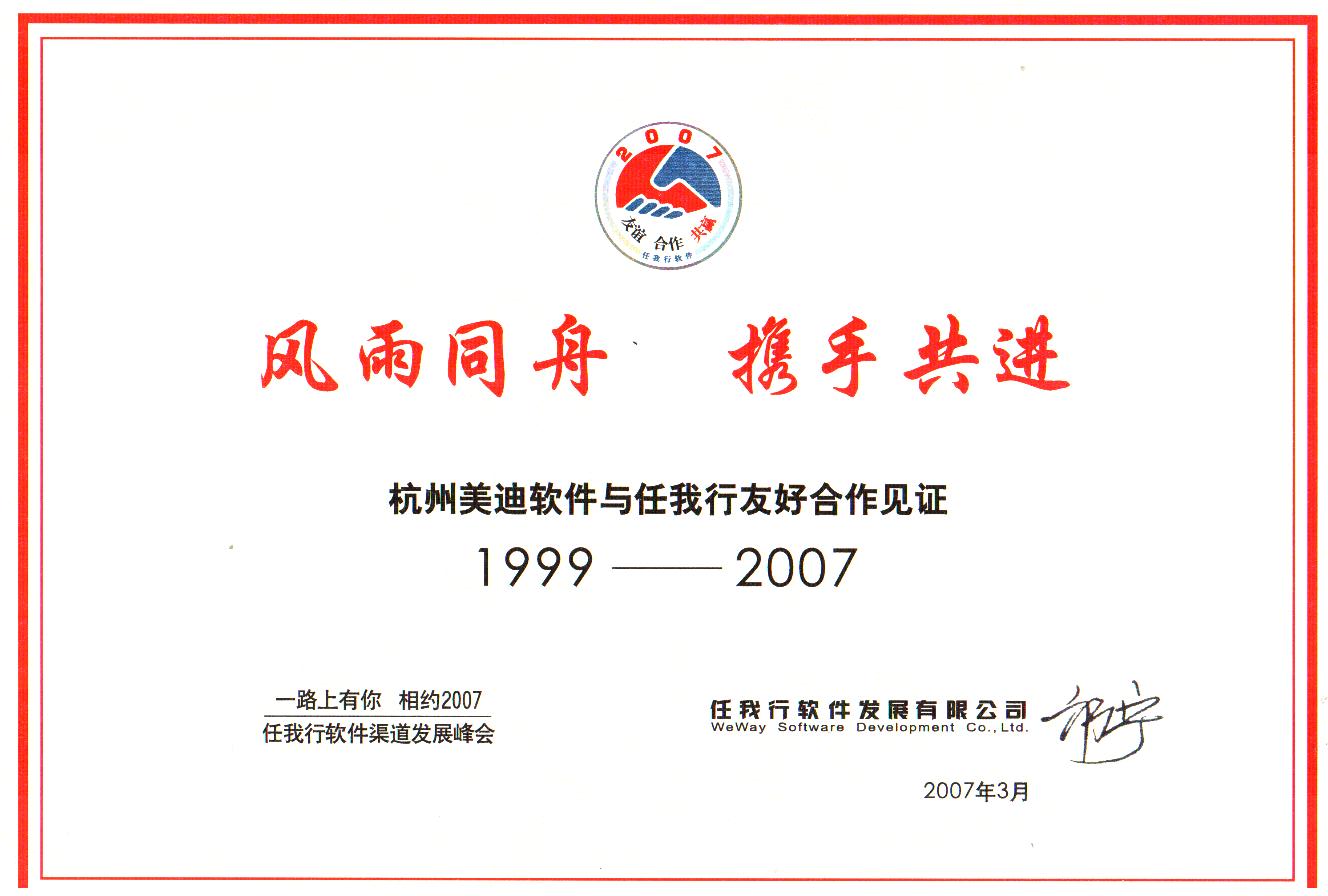 2007
友谊 合作 共赢
任我行软件
风雨同舟 携手共进
杭州美迪软件与任我行友好合作见证
1999——2007
一路上有你 相约2007
任我行软件渠道发展峰会
任我行软件发展有限公司
WeWay Software Development Co.,Ltd.
2007年3月